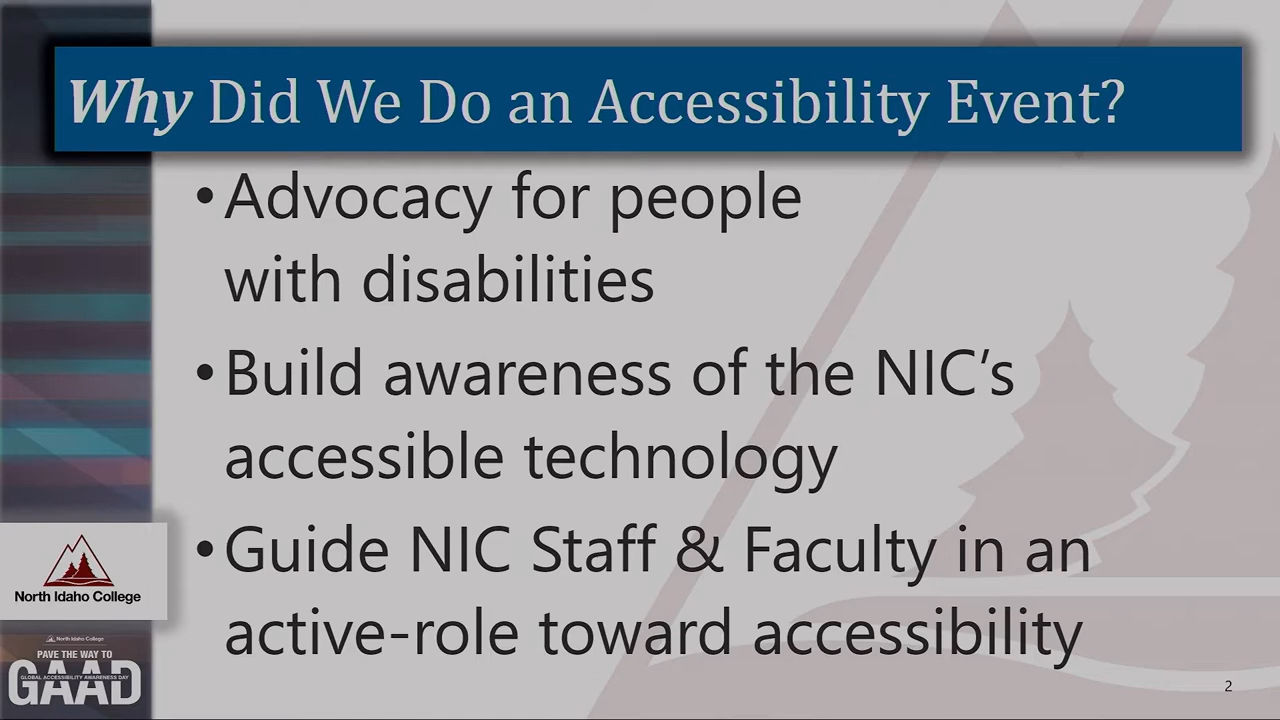 Why Did We Do an Accessibility Event?
•Advocacy for people
with disabilities
•Build awareness of the NIC’s
accessible technology
•Guide NIC Staff & Faculty in an
active-role toward accessibility
North Idaho College
North Idaho College
PAVE THE WAY TO
GAAD
GLOBAL ACCESSIBILITY AWARENESS DAY
2